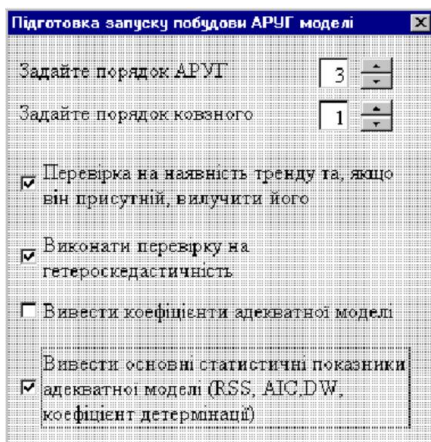 Підготовка запуску побудови АРУГ моделі
Задайте порядок АРУГ 3
Задайте порядок ковзного 1
Перевірка на наявність тренду та, якщо
він присутній, вилучити його
Виконати перевірку на
гетероскедастичність
Вивести коефіцієнти адекватної моделі
Вивести основні статистичні показники
адекватної моделі (RSS, AIC,DW,
коефіцієнт детермінації)